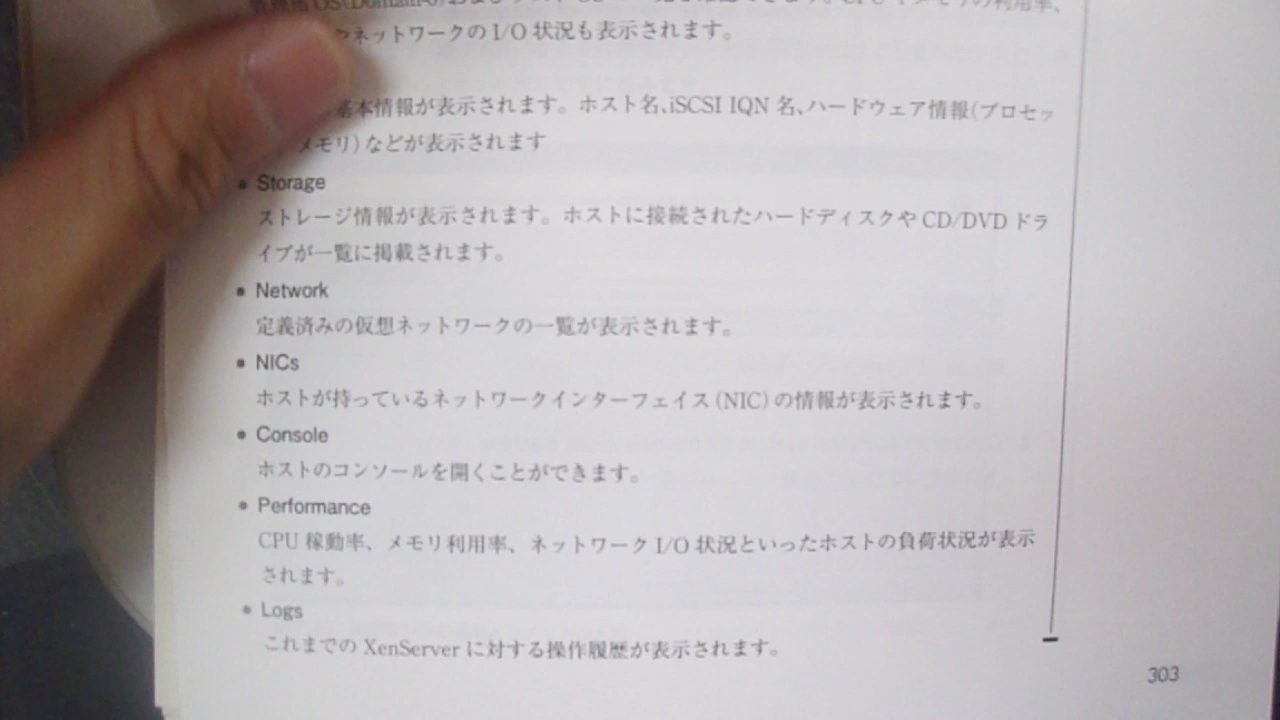 やネットワークの I/O 状況も表示されます。
基本情報が表示されます。ホスト名、iSCSI IQN 名、ハードウェア情報(プロセッ
メモリ)などが表示されます
● Storage
ストレージ情報が表示されます。ホストに接続されたハードディスクや CD/DVD ドラ
イブが一覧に掲載されます。
● Network
定義済みの仮想ネットワークの一覧が表示されます。
● NICs
ホストが持っているネットワークインターフェイス(NIC)の情報が表示されます。
● Console
ホストのコンソールを開くことができます。
● Performance
CPU 稼動率、メモリ利用率、ネットワーク I/O 状況といったホストの負荷状況が表示
されます。
● Logs
これまでの XenServer に対する操作履歴が表示されます。
303